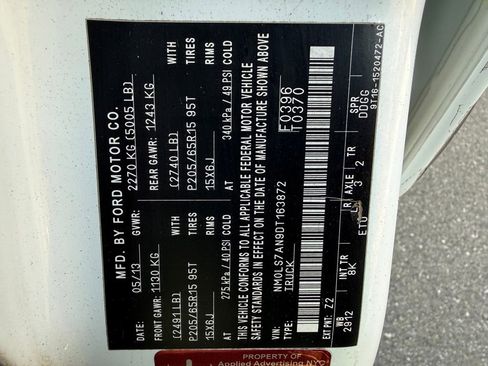 MFD. BY FORD MOTOR CO.
DATE: 05/13 GVWR: 2270 KG (5005 LB)
FRONT GAWR: 1130 KG REAR GAWR: 1243 KG
(2491 LB) WITH (2740 LB) WITH
P205/65R15 95T TIRES P205/65R15 95T TIRES
15X6J RIMS 15X6J RIMS
AT 275 kPa / 40 PSI COLD AT 340 kPa / 49 PSI COLD
THIS VEHICLE CONFORMS TO ALL APPLICABLE FEDERAL MOTOR VEHICLE
SAFETY STANDARDS IN EFFECT ON THE DATE OF MANUFACTURE SHOWN ABOVE
VIN: NM0LS7AN9DT163872 F0396
TYPE: TRUCK T0370
EXT PNT: Z2
WB INT TR AXLE TR SPR
2912 8K 3 2 DDGG
ETU
9T16-1520472-AC
PROPERTY OF
Applied Advertising NYC